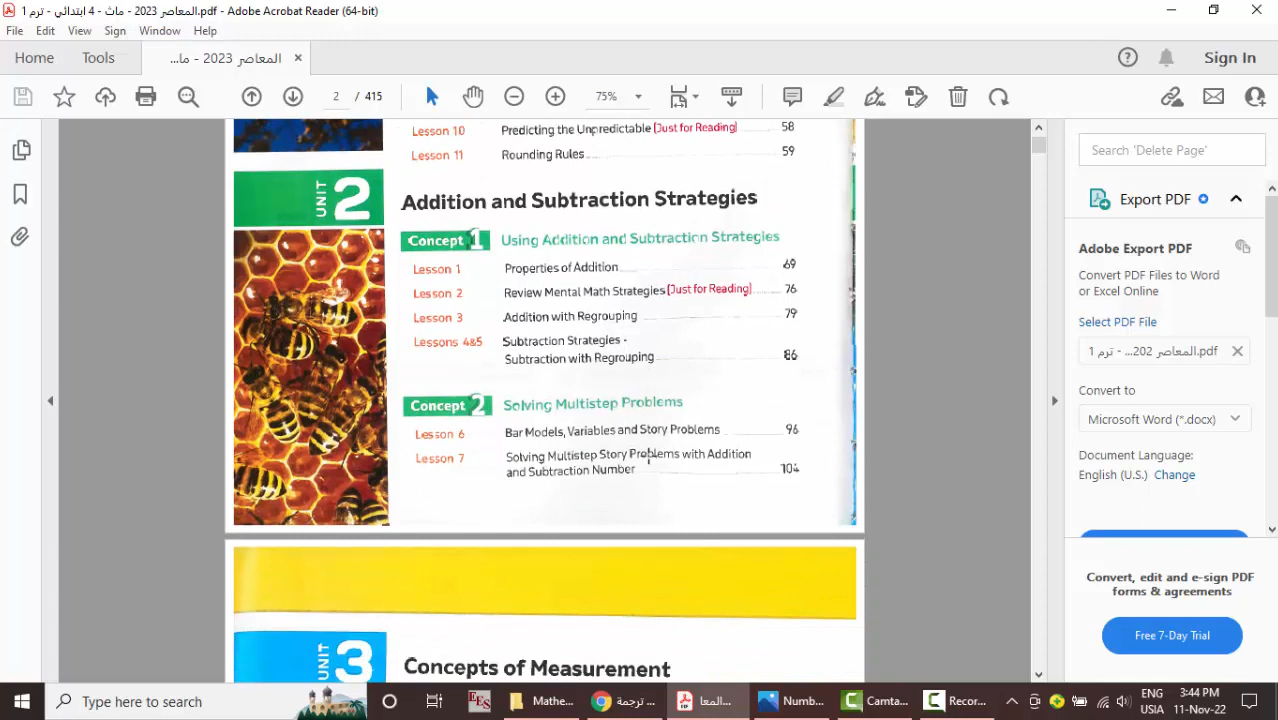 المعاصر 2023 - ماث - 4 ابتدائي - ترم 1.pdf - Adobe Acrobat Reader (64-bit)
File Edit View Sign Window Help
Home Tools المعاصر 2023 - ما... × Sign In
2 / 415 75%
Lesson 10 Predicting the Unpredictable (Just for Reading) 58
Lesson 11 Rounding Rules 59
UNIT 2 Addition and Subtraction Strategies
Concept 1 Using Addition and Subtraction Strategies
Lesson 1 Properties of Addition 69
Lesson 2 Review Mental Math Strategies (Just for Reading) 76
Lesson 3 Addition with Regrouping 79
Lessons 4&5 Subtraction Strategies -
Subtraction with Regrouping 86
Concept 2 Solving Multistep Problems
Lesson 6 Bar Models, Variables and Story Problems 96
Lesson 7 Solving Multistep Story Problems with Addition
and Subtraction Number 104
UNIT 3 Concepts of Measurement
Search 'Delete Page'
Export PDF
Adobe Export PDF
Convert PDF Files to Word
or Excel Online
Select PDF File
المعاصر 202... - ترم 1.pdf
Convert to
Microsoft Word (*.docx)
Document Language:
English (U.S.) Change
Convert, edit and e-sign PDF
forms & agreements
Free 7-Day Trial
Type here to search
EES
Mathe...
ترجمة ...
المعا...
Numb...
Camta...
Recor...
ENG
USIA
3:44 PM
11-Nov-22